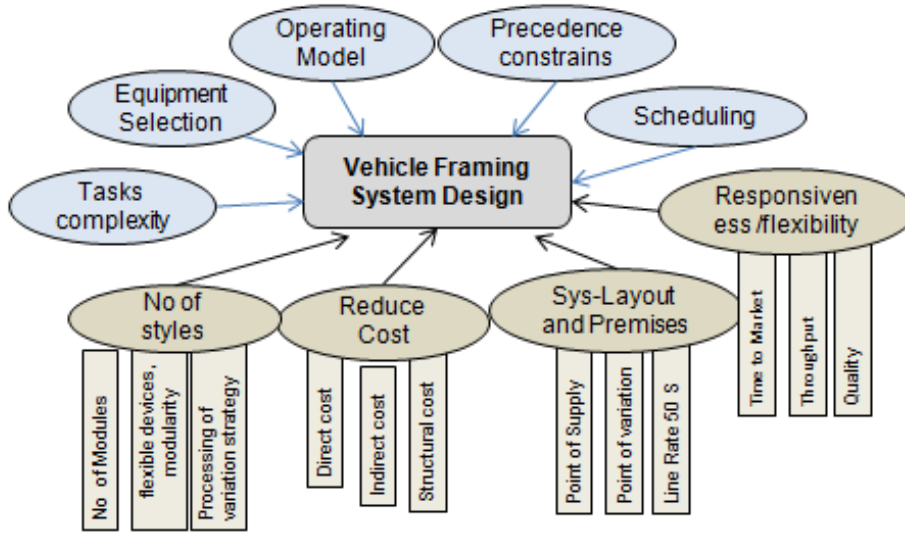 Operating
Model
Precedence
constrains
Equipment
Selection
Scheduling
Vehicle Framing
System Design
Tasks
complexity
Responsiven
ess /flexibility
No of
styles
Reduce
Cost
Sys-Layout
and Premises
Time to Market
Throughput
Quality
No of Modules
flexible devices,
modularity
Processing of
variation strategy
Direct cost
Indirect cost
Structural cost
Point of Supply
Point of variation
Line Rate 50 S